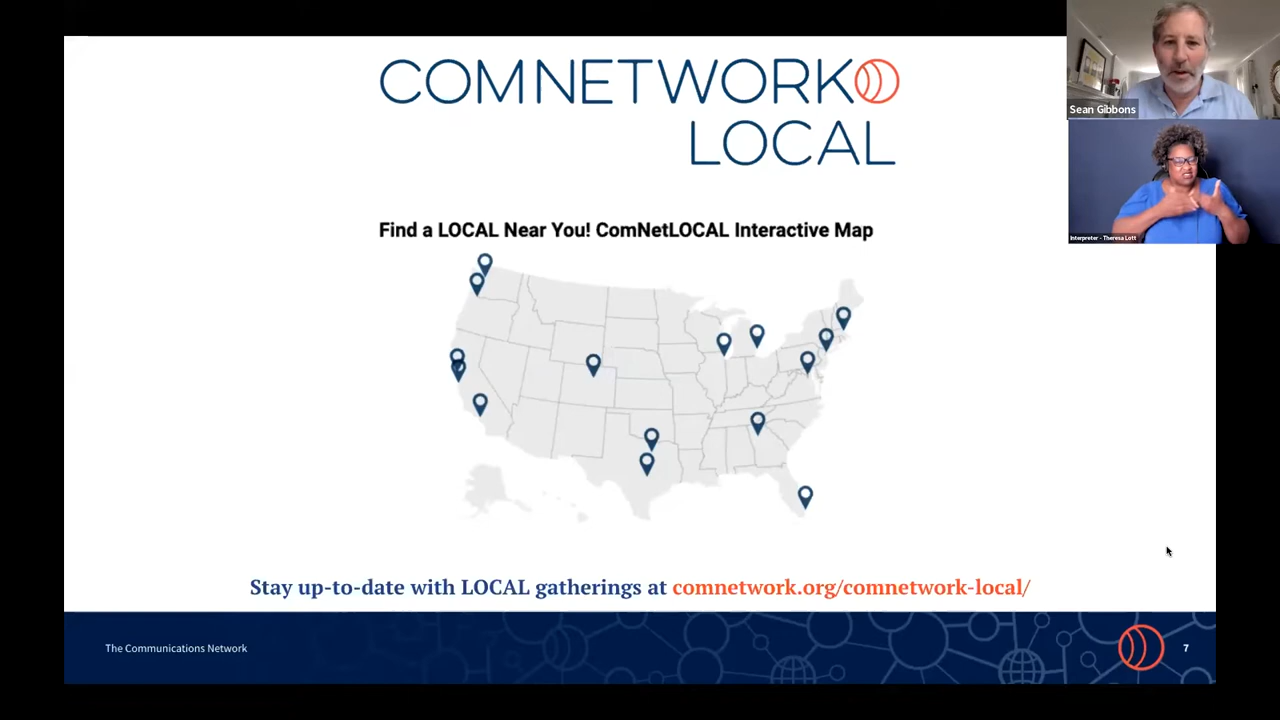 COMNETWORK
LOCAL
Sean Gibbons
Interpreter - Theresa Lott
Find a LOCAL Near You! ComNetLOCAL Interactive Map
Stay up-to-date with LOCAL gatherings at comnetwork.org/comnetwork-local/
The Communications Network
7